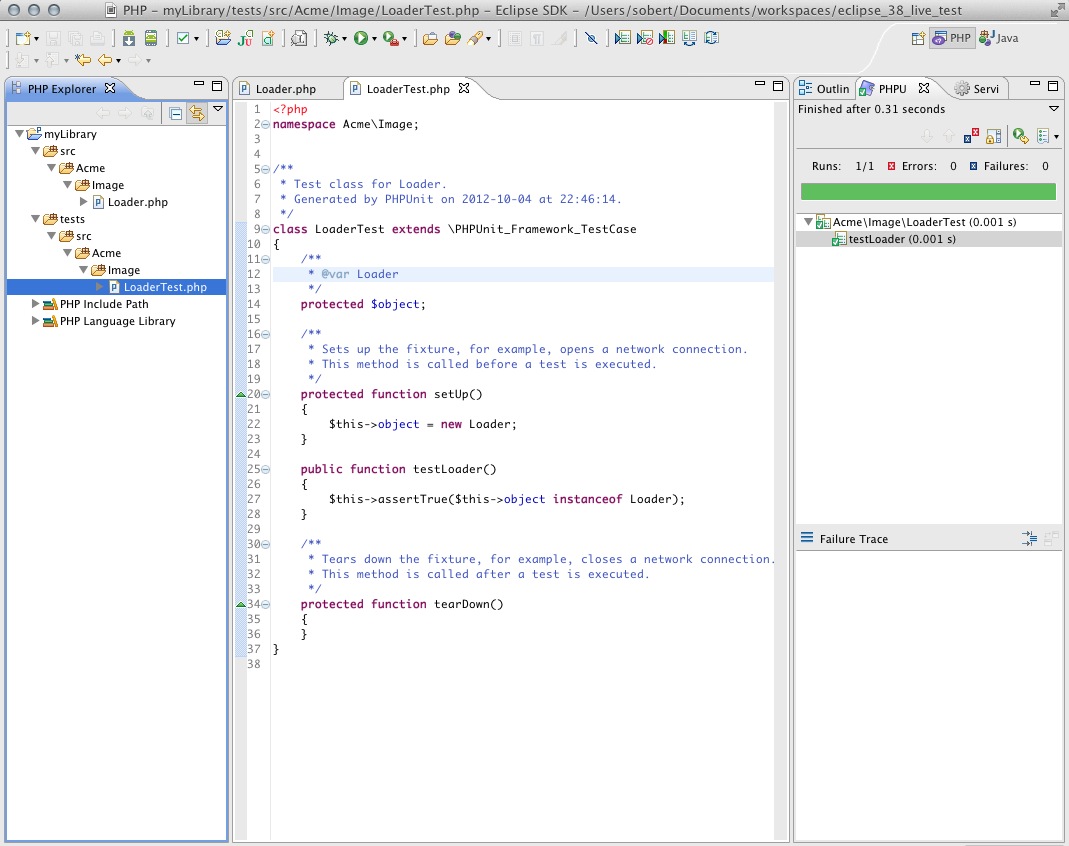 PHP – myLibrary/tests/src/Acme/Image/LoaderTest.php – Eclipse SDK – /Users/sobert/Documents/workspaces/eclipse_38_live_test
PHP
Java
PHP Explorer
myLibrary
src
Acme
Image
Loader.php
tests
src
Acme
Image
LoaderTest.php
PHP Include Path
PHP Language Library
Loader.php
LoaderTest.php
1 <?php
2 namespace Acme\Image;
3
4
5 /**
6  * Test class for Loader.
7  * Generated by PHPUnit on 2012-10-04 at 22:46:14.
8  */
9 class LoaderTest extends \PHPUnit_Framework_TestCase
10 {
11     /**
12      * @var Loader
13      */
14     protected $object;
15
16     /**
17      * Sets up the fixture, for example, opens a network connection.
18      * This method is called before a test is executed.
19      */
20     protected function setUp()
21     {
22         $this->object = new Loader;
23     }
24
25     public function testLoader()
26     {
27         $this->assertTrue($this->object instanceof Loader);
28     }
29
30     /**
31      * Tears down the fixture, for example, closes a network connection.
32      * This method is called after a test is executed.
33      */
34     protected function tearDown()
35     {
36     }
37 }
38
Outlin
PHPU
Servi
Finished after 0.31 seconds
Runs: 1/1 Errors: 0 Failures: 0
Acme\Image\LoaderTest (0.001 s)
testLoader (0.001 s)
Failure Trace